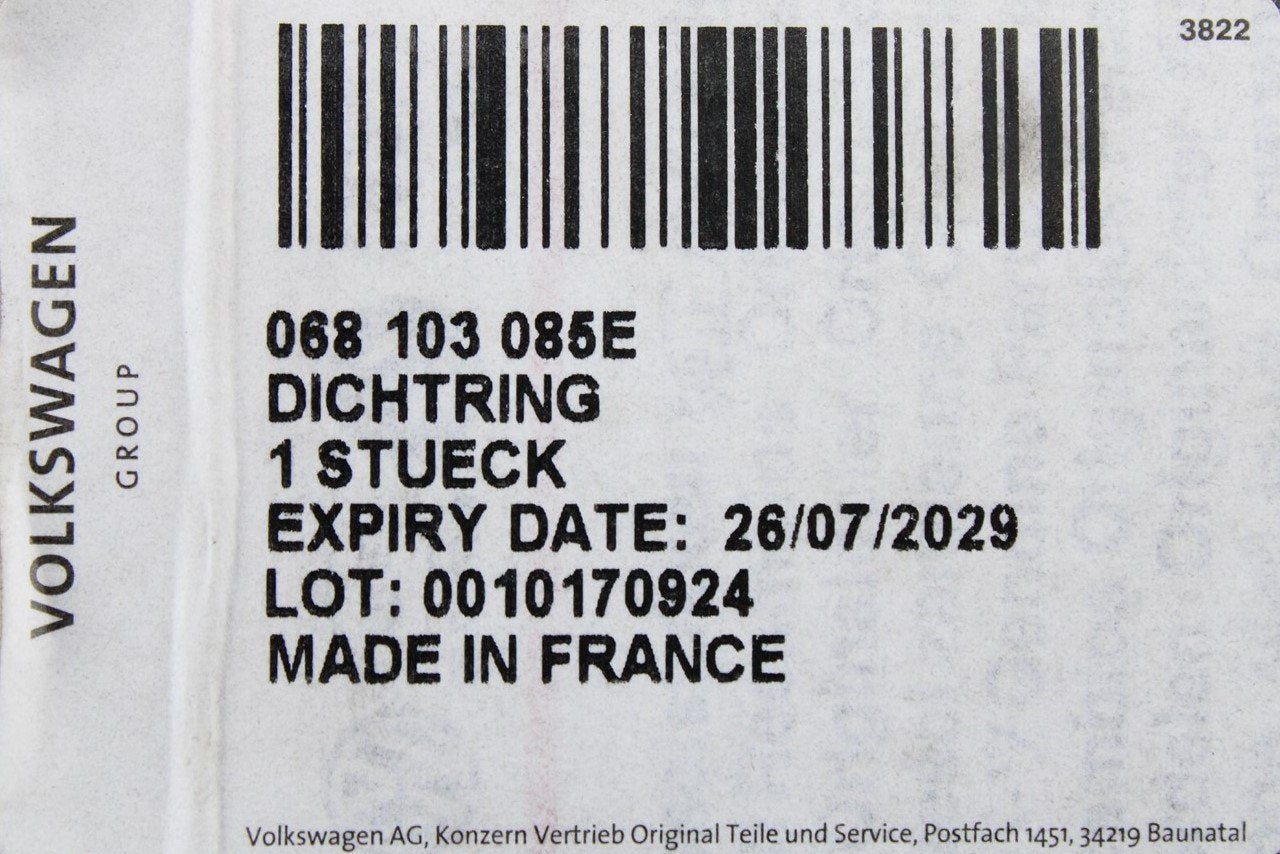 3822
VOLKSWAGEN
GROUP
068 103 085E
DICHTRING
1 STUECK
EXPIRY DATE: 26/07/2029
LOT: 0010170924
MADE IN FRANCE
Volkswagen AG, Konzern Vertrieb Original Teile und Service, Postfach 1451, 34219 Baunatal